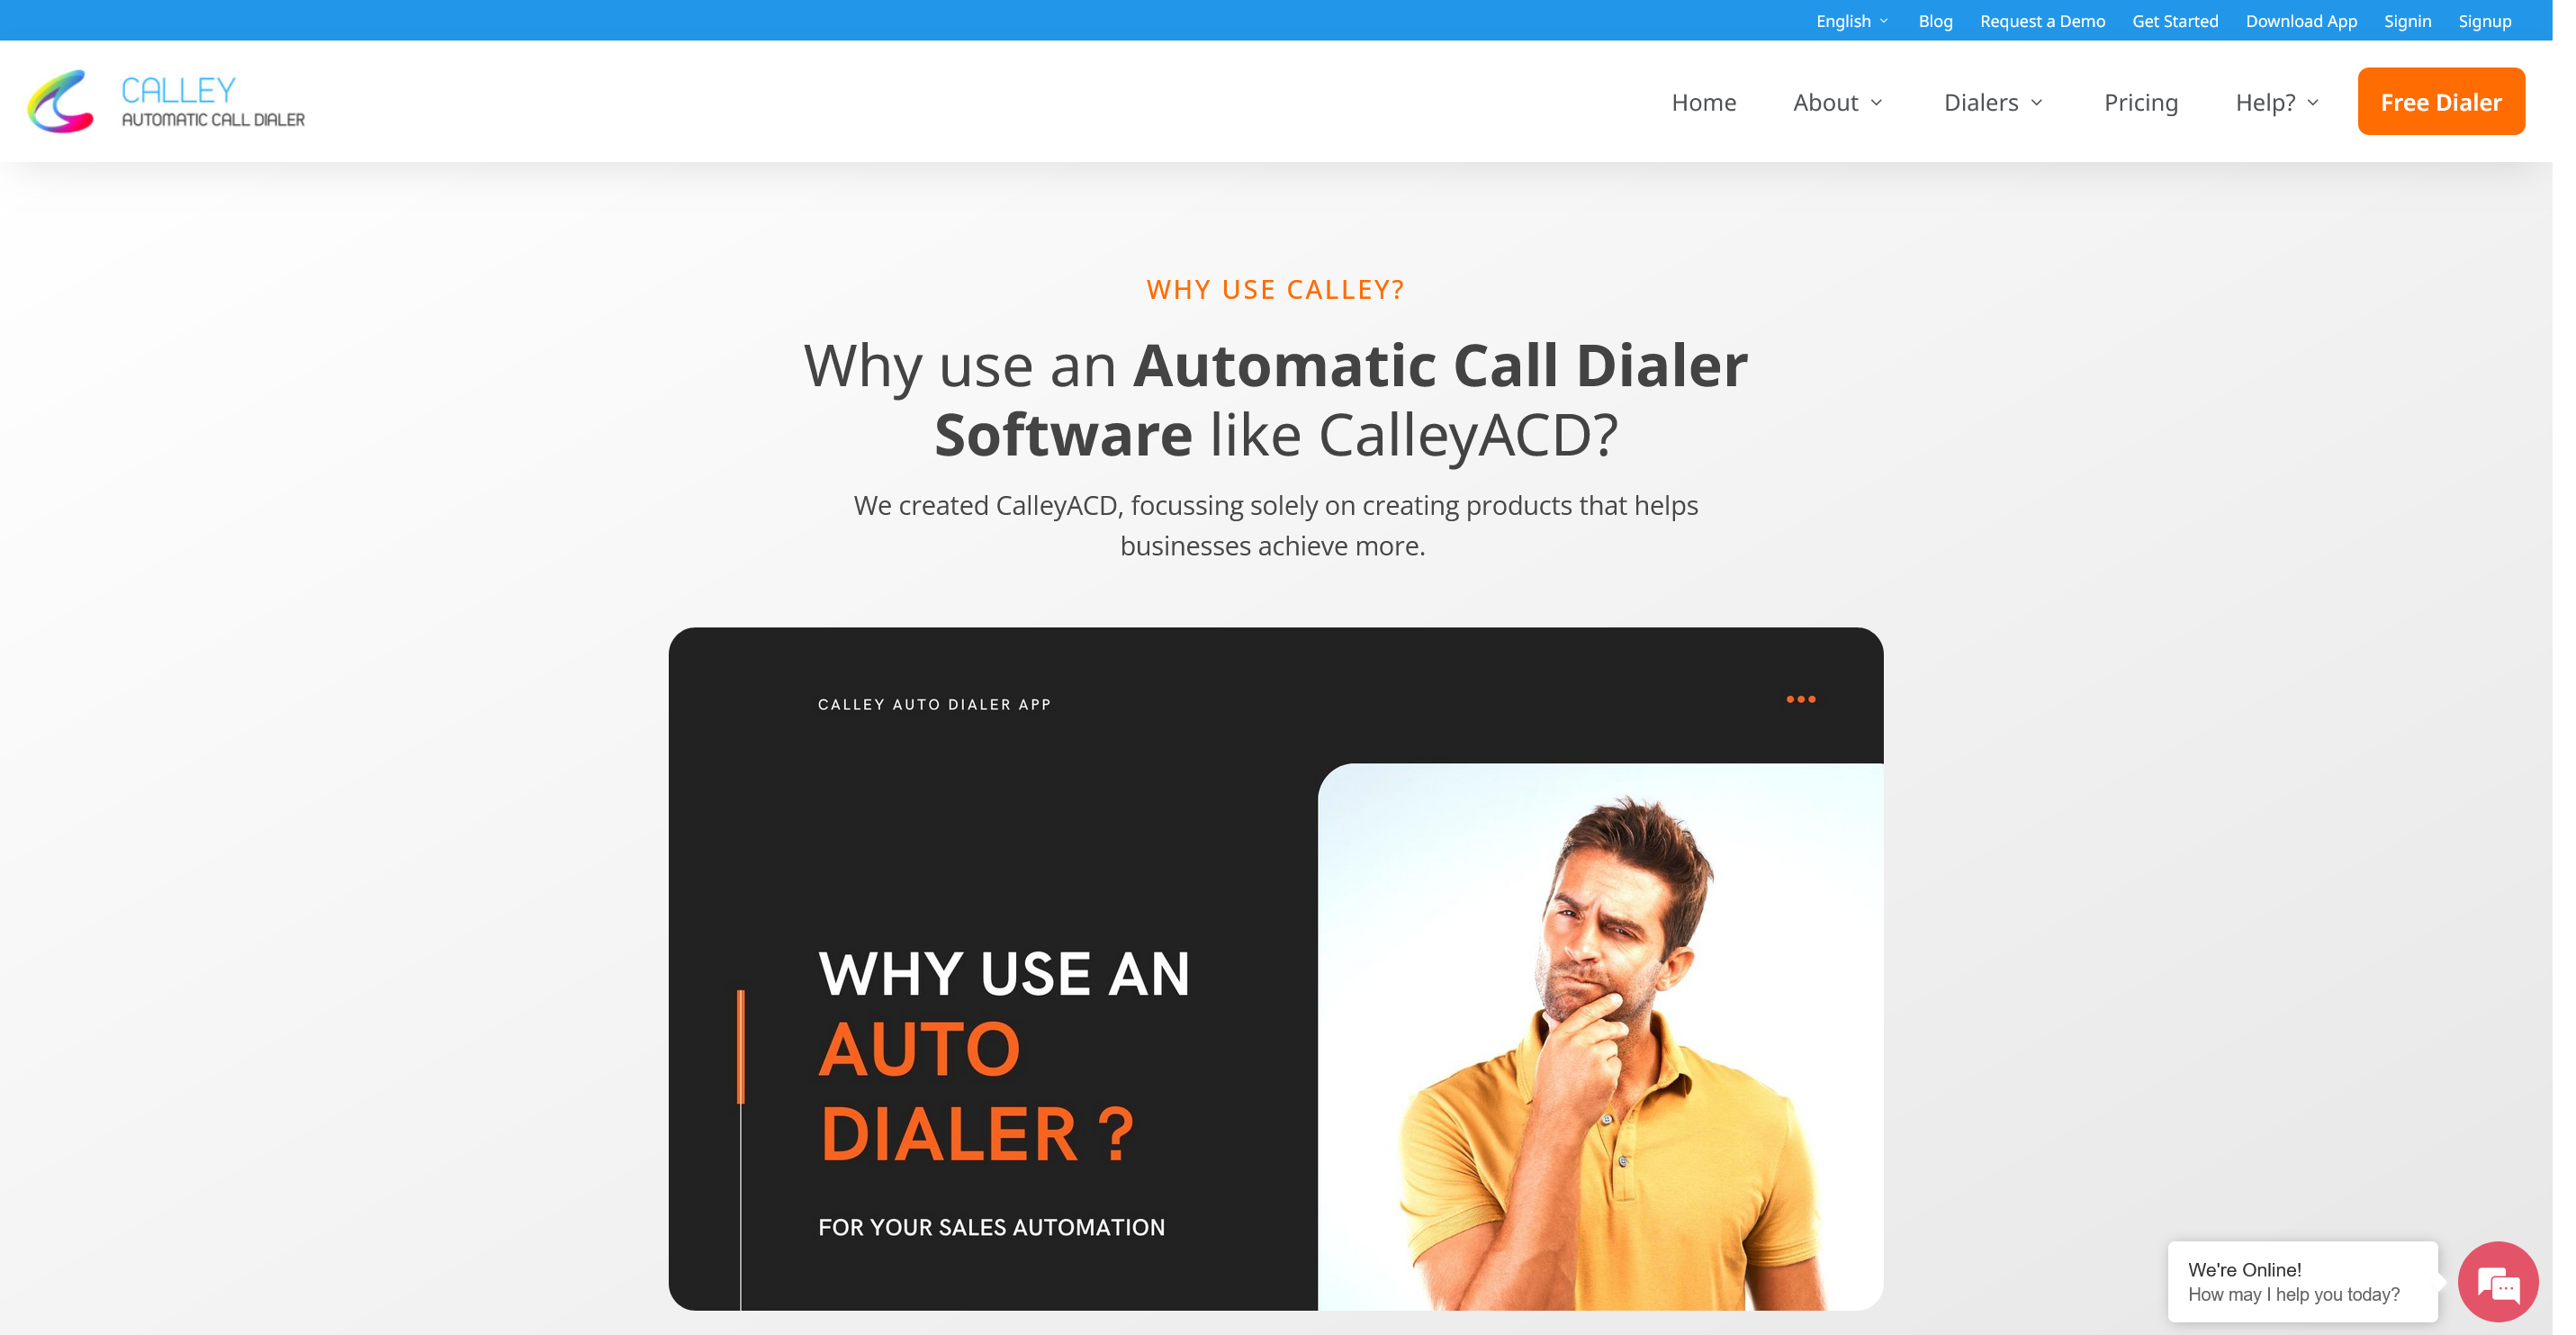 English
Blog
Request a Demo
Get Started
Download App
Signin
Signup
CALLEY
AUTOMATIC CALL DIALER
Home
About
Dialers
Pricing
Help?
Free Dialer
WHY USE CALLEY?
Why use an Automatic Call Dialer
Software like CalleyACD?
We created CalleyACD, focussing solely on creating products that helps
businesses achieve more.
CALLEY AUTO DIALER APP
WHY USE AN
AUTO
DIALER ?
FOR YOUR SALES AUTOMATION
We're Online!
How may I help you today?